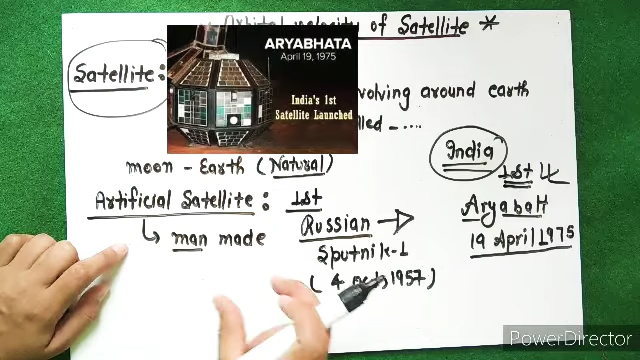 Orbital velocity of Satellite *
ARYABHATA
April 19, 1975
India's 1st
Satellite Launched
Satellite:
volving around earth
lled - ....
moon - Earth (Natural)
India
1st
Artificial Satellite: 1st
Aryabatt
Russian →
19 April 1975
↳ man made
Sputnik-1
(4 oct, 1957)
PowerDirector